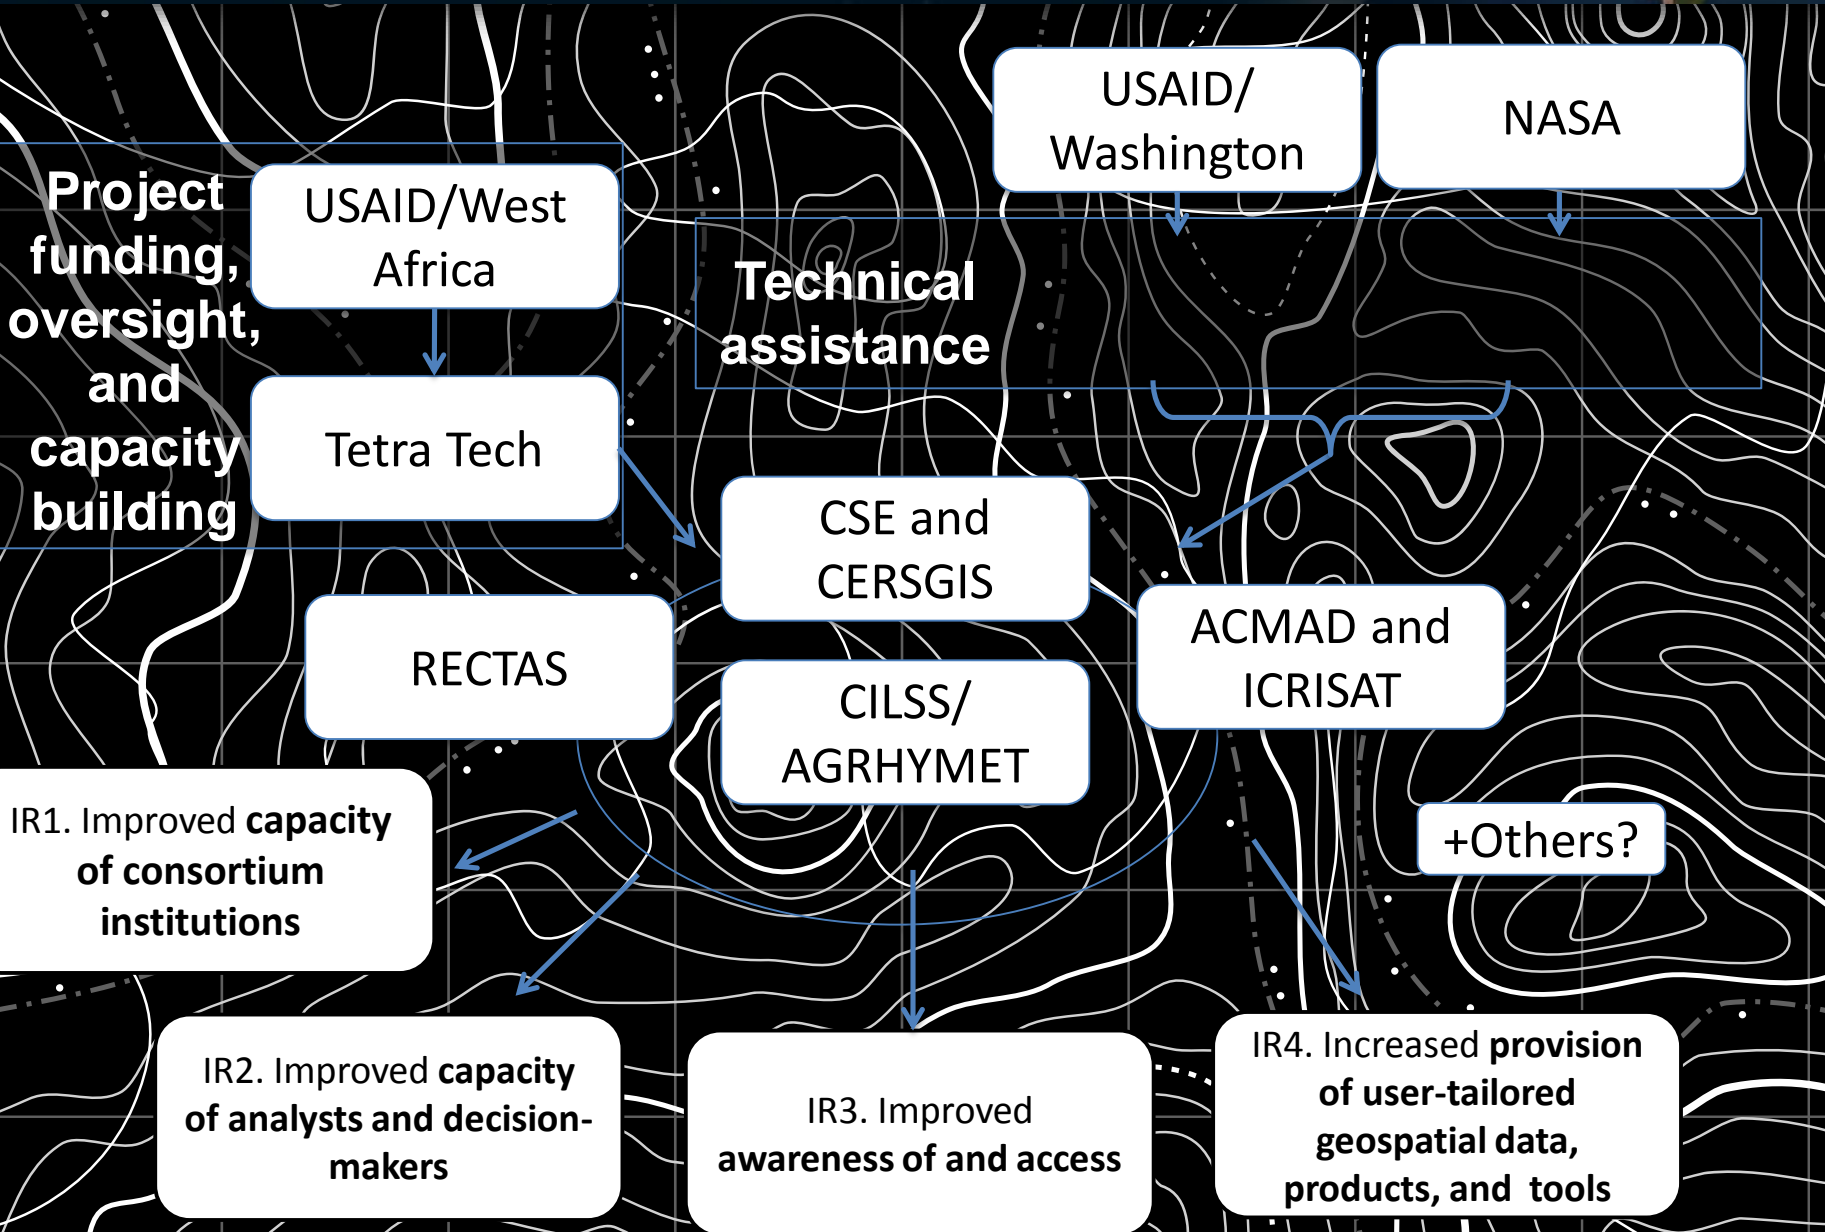 USAID/
Washington
NASA
Project
funding,
oversight,
and
capacity
building
USAID/West
Africa
Tetra Tech
Technical
assistance
CSE and
CERSGIS
RECTAS
CILSS/
AGRHYMET
ACMAD and
ICRISAT
+Others?
IR1. Improved capacity
of consortium
institutions
IR2. Improved capacity
of analysts and decision-
makers
IR3. Improved
awareness of and access
IR4. Increased provision
of user-tailored
geospatial data,
products, and tools